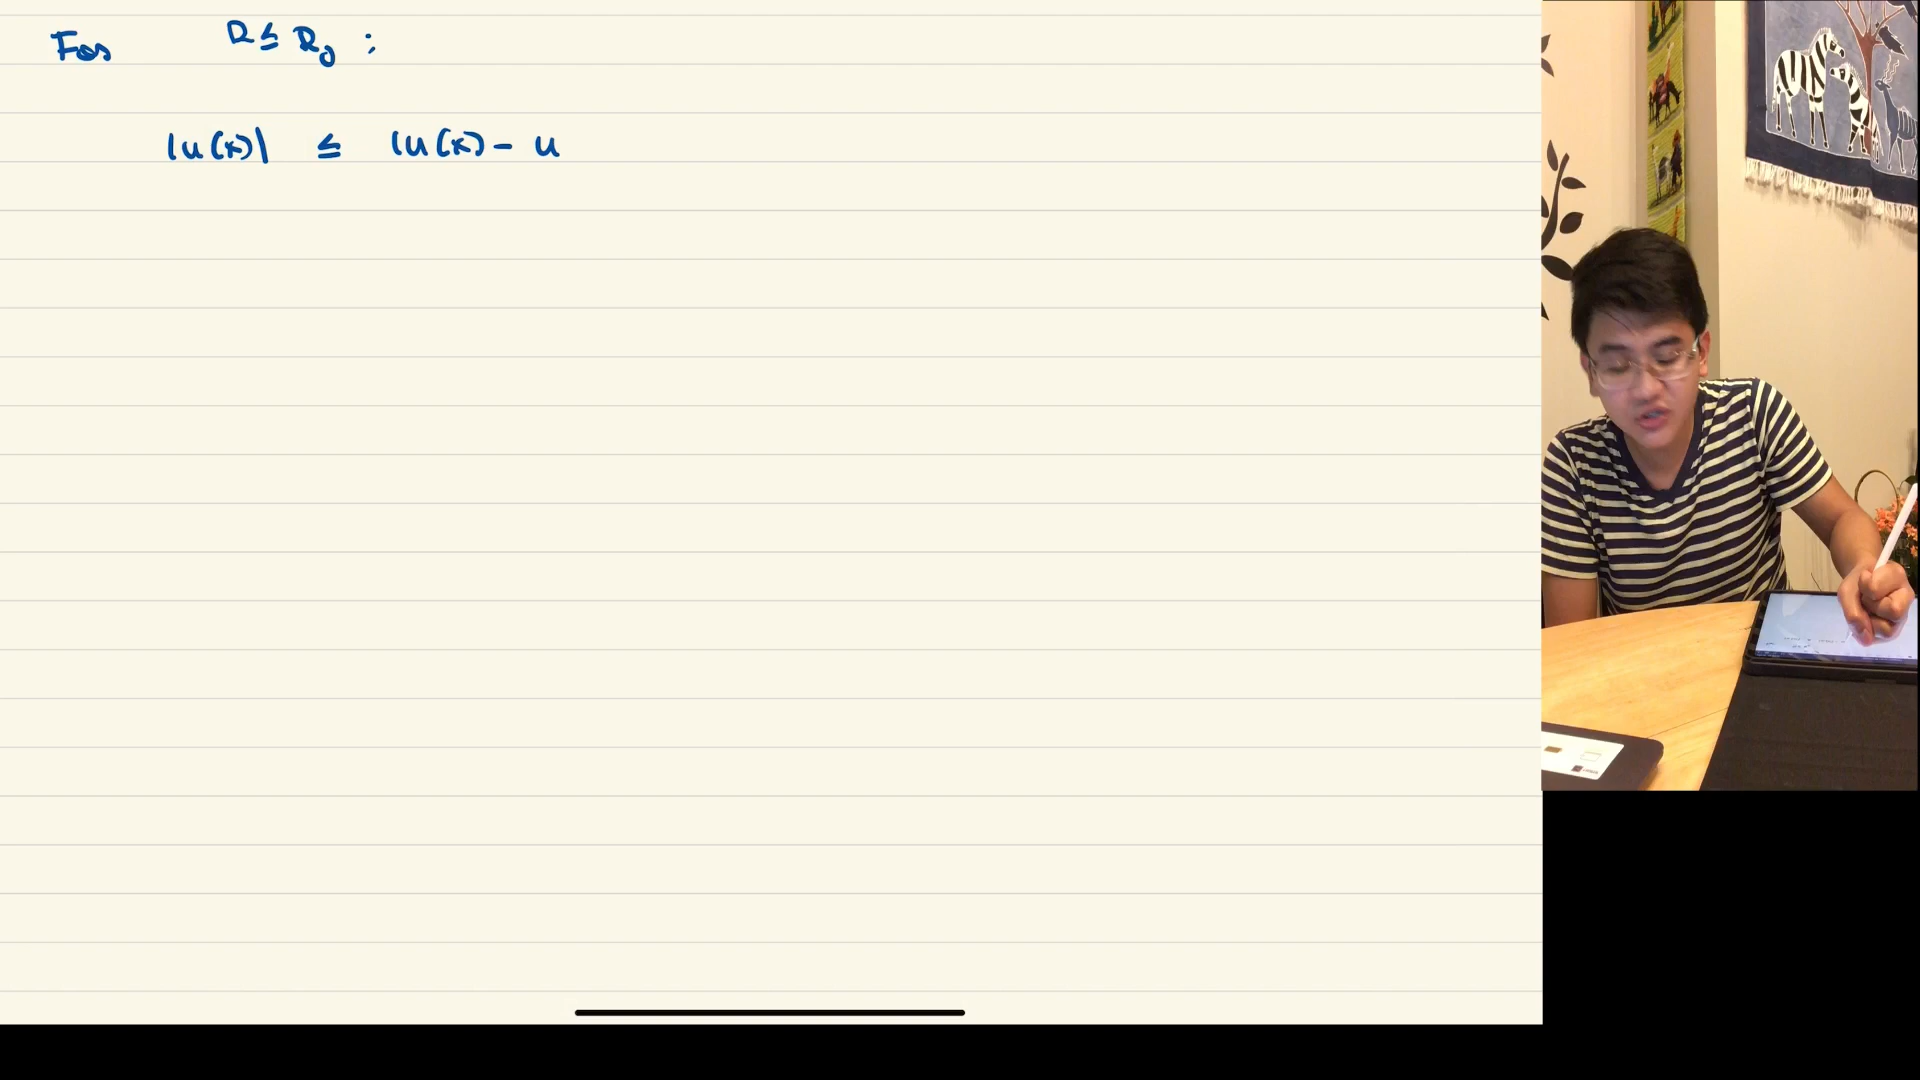 For R ≤ R₀ :
|u(x)| ≤ |u(x) - u